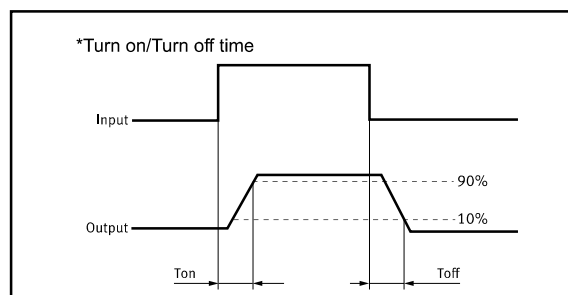 *Turn on/Turn off time
Input
90%
10%
Output
Ton
Toff